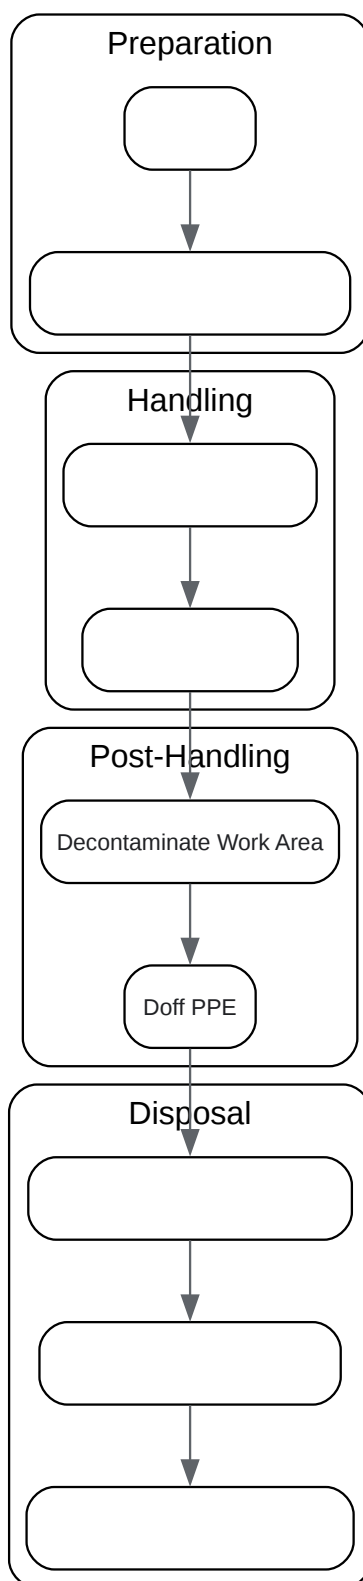 Preparation
Handling
Post-Handling
Decontaminate Work Area
Doff PPE
Disposal